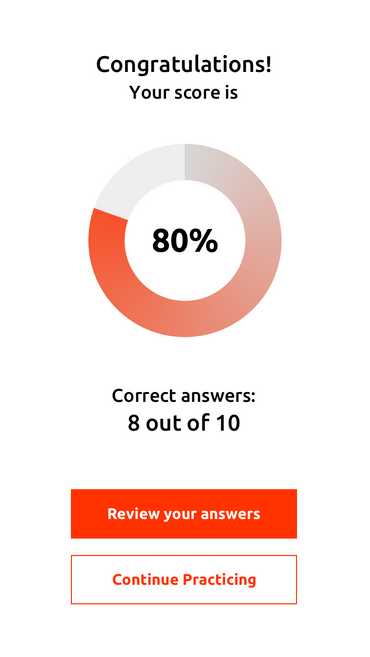 Congratulations!
Your score is
80%
Correct answers:
8 out of 10
Review your answers
Continue Practicing